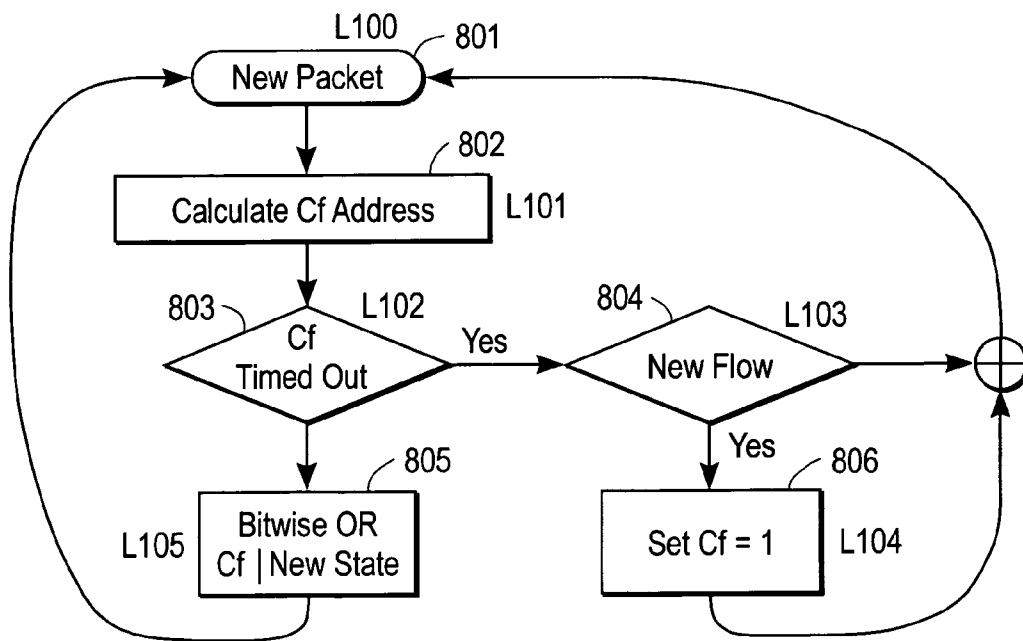 L100
801
New Packet
802
Calculate Cf Address
L101
803
L102
Cf
Timed Out
Yes
804
L103
New Flow
Yes
805
L105
Bitwise OR
Cf | New State
806
Set Cf = 1
L104